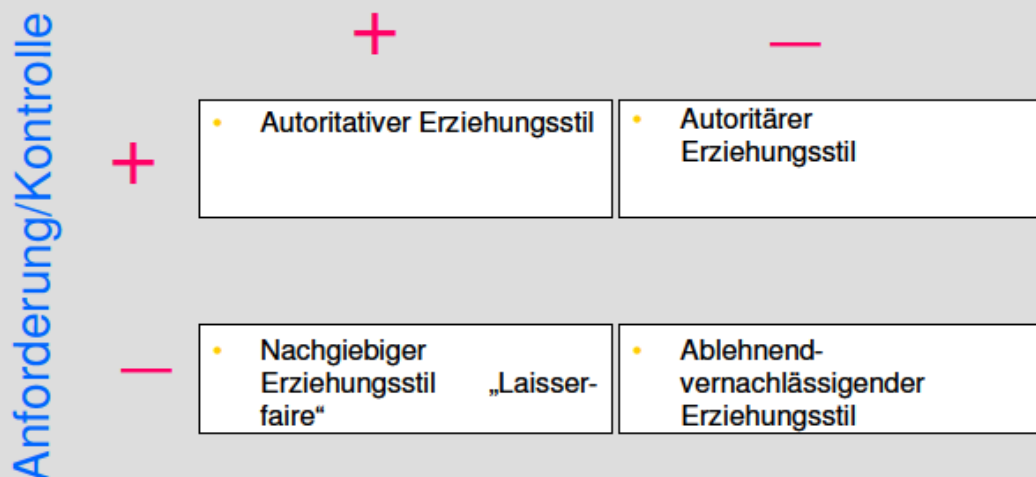 Anforderung/Kontrolle
+ —
+
• Autoritativer Erziehungsstil
• Autoritärer
Erziehungsstil
—
• Nachgiebiger
Erziehungsstil „Laisser-
faire“
• Ablehnend-
vernachlässigender
Erziehungsstil